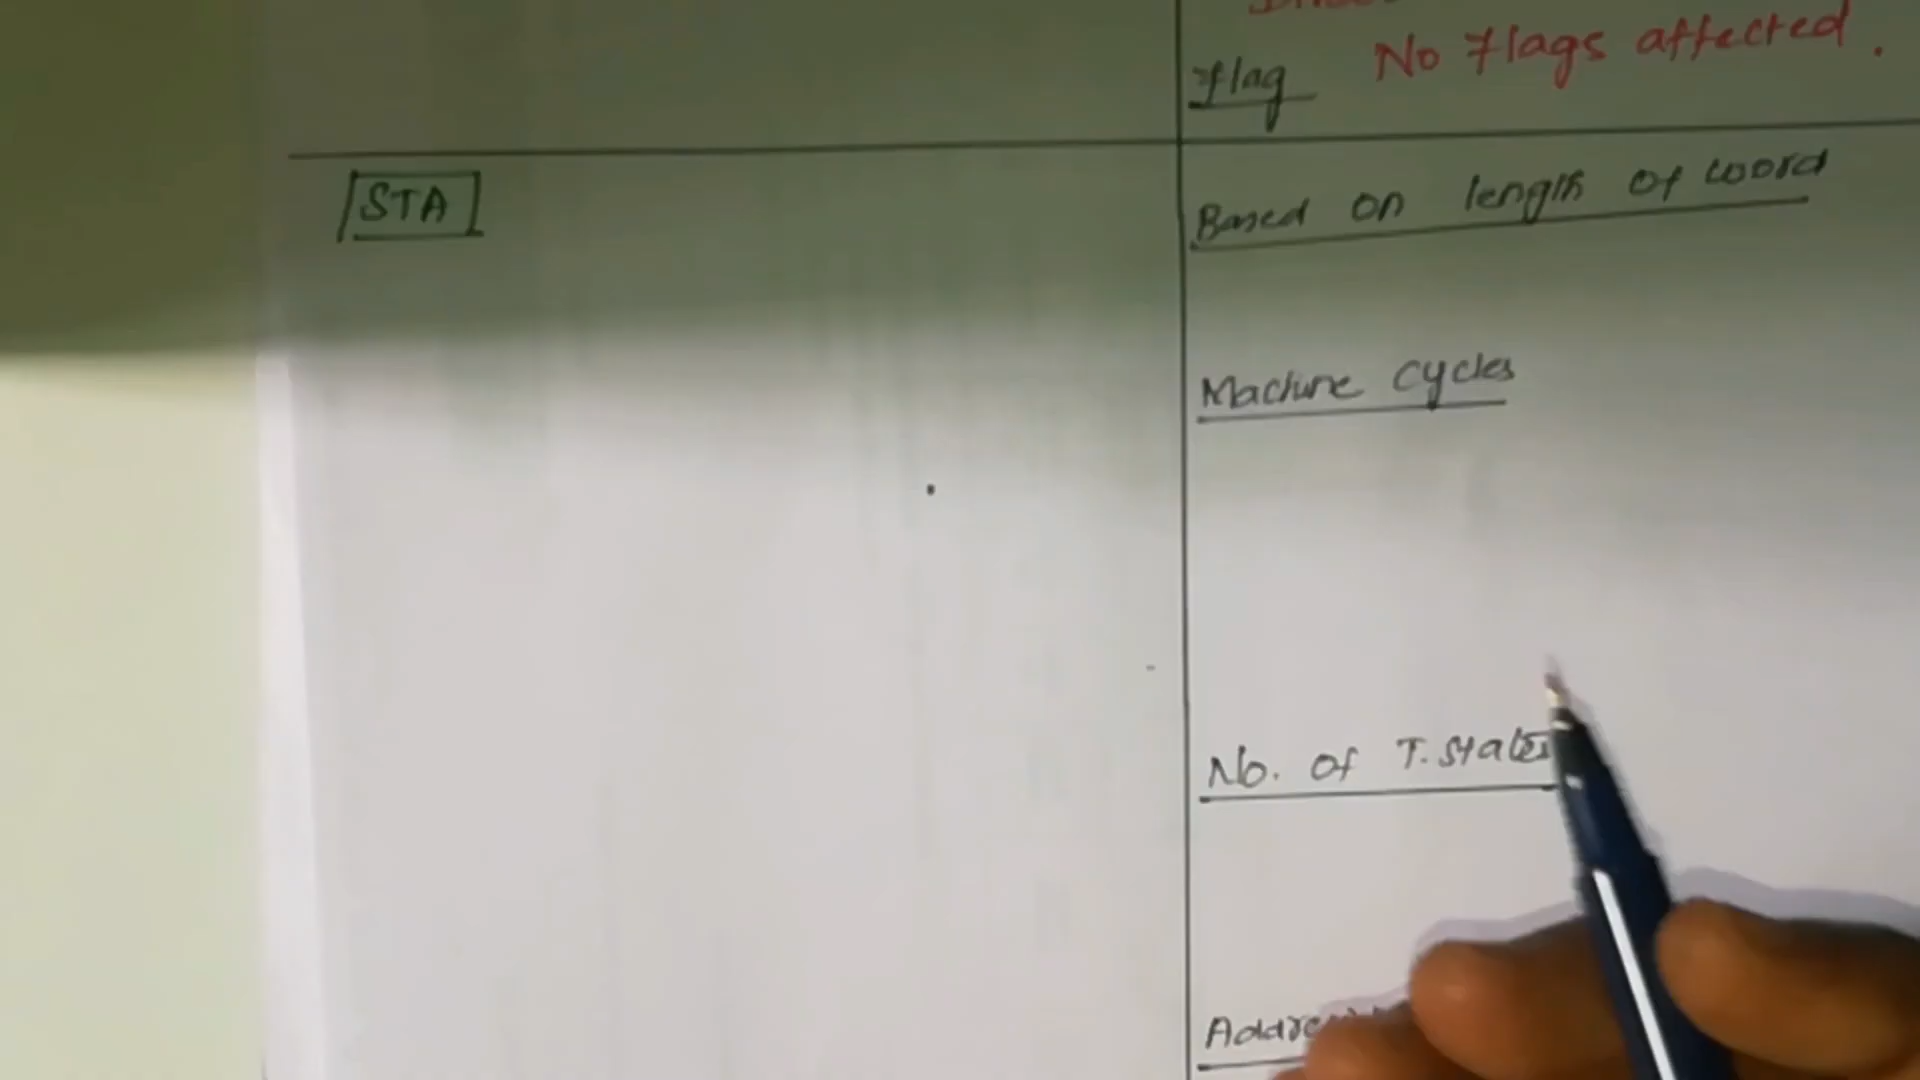 No Flags affected.
Flag
STA
Based on length of word
Machine Cycles
No. of T. States